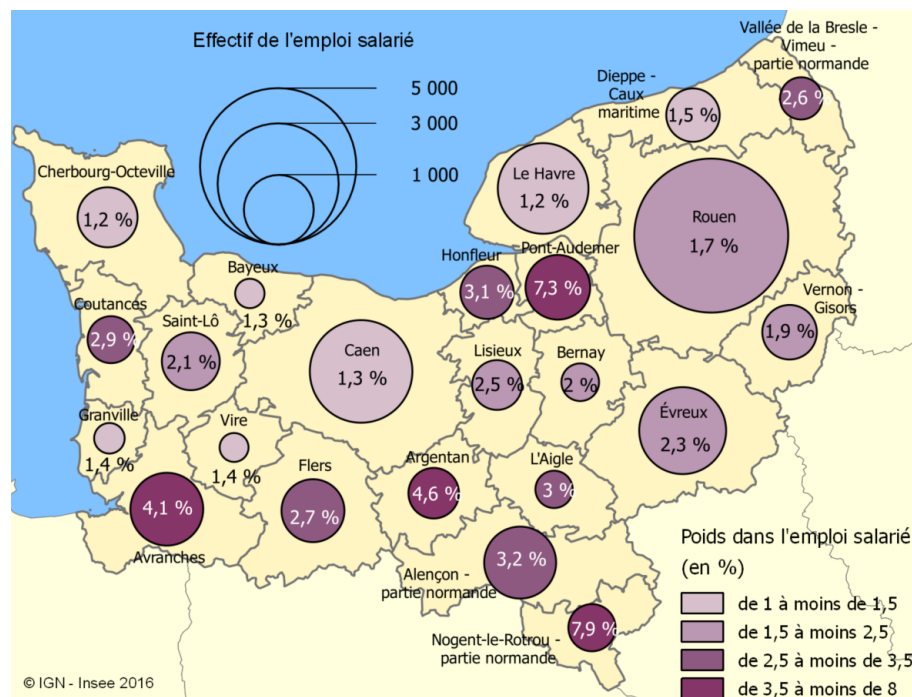 Effectif de l'emploi salarié
5 000
3 000
1 000
Vallée de la Bresle -
Vimeu -
partie normande
2,6 %
Dieppe -
Caux
maritime
1,5 %
Cherbourg-Octeville
1,2 %
Le Havre
1,2 %
Rouen
1,7 %
Honfleur
3,1 %
Pont-Audemer
7,3 %
Bayeux
1,3 %
Coutances
2,9 %
Saint-Lô
2,1 %
Caen
1,3 %
Lisieux
2,5 %
Bernay
2 %
Vernon -
Gisors
1,9 %
Évreux
2,3 %
Granville
1,4 %
Vire
1,4 %
Avranches
4,1 %
Flers
2,7 %
Argentan
4,6 %
L'Aigle
3 %
Alençon -
partie normande
3,2 %
Nogent-le-Rotrou -
partie normande
7,9 %
Poids dans l'emploi salarié
(en %)
de 1 à moins de 1,5
de 1,5 à moins 2,5
de 2,5 à moins de 3,5
de 3,5 à moins de 8
© IGN - Insee 2016